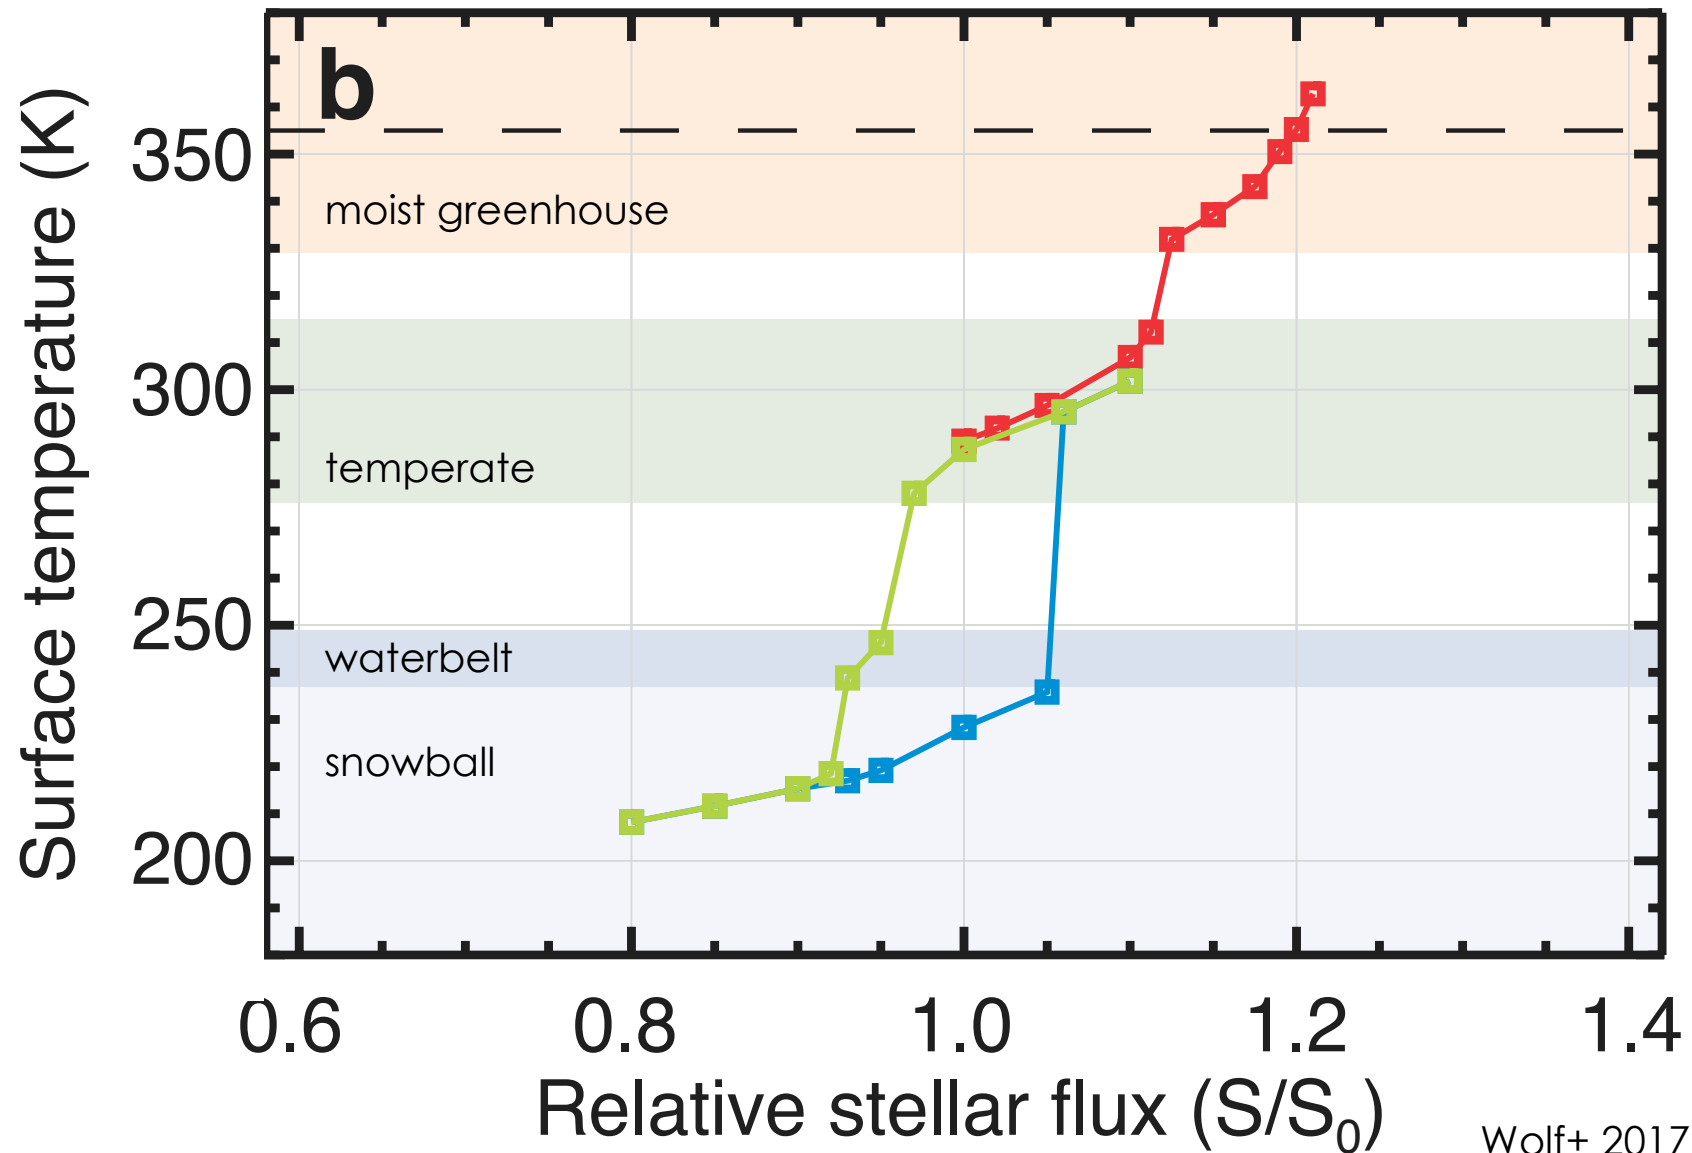 b
350
moist greenhouse
300
temperate
250
waterbelt
snowball
200
Surface temperature (K)
0.6 0.8 1.0 1.2 1.4
Relative stellar flux (S/S₀)
Wolf+ 2017